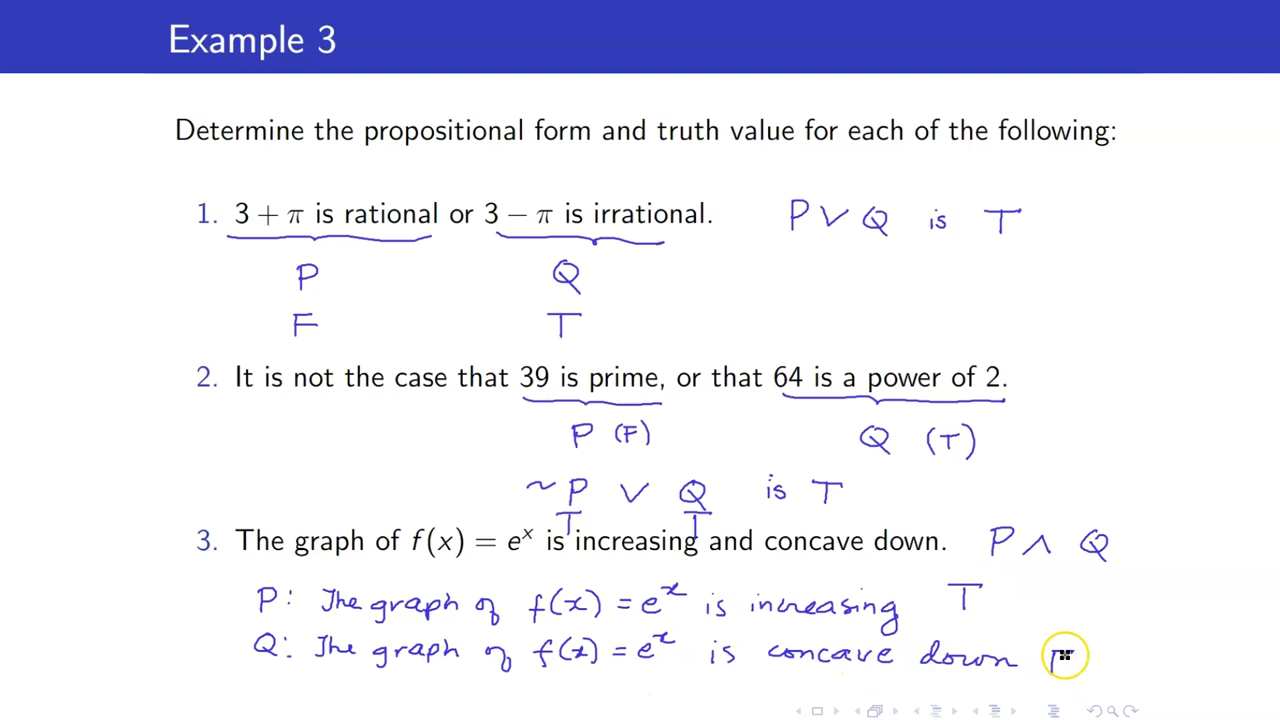 Example 3
Determine the propositional form and truth value for each of the following:
1. 3 + π is rational or 3 − π is irrational. P ∨ Q is T
P Q
F T
2. It is not the case that 39 is prime, or that 64 is a power of 2.
P (F) Q (T)
~P ∨ Q is T
T T
3. The graph of f(x) = eˣ is increasing and concave down. P ∧ Q
P: The graph of f(x) = eˣ is increasing T
Q: The graph of f(x) = eˣ is concave down